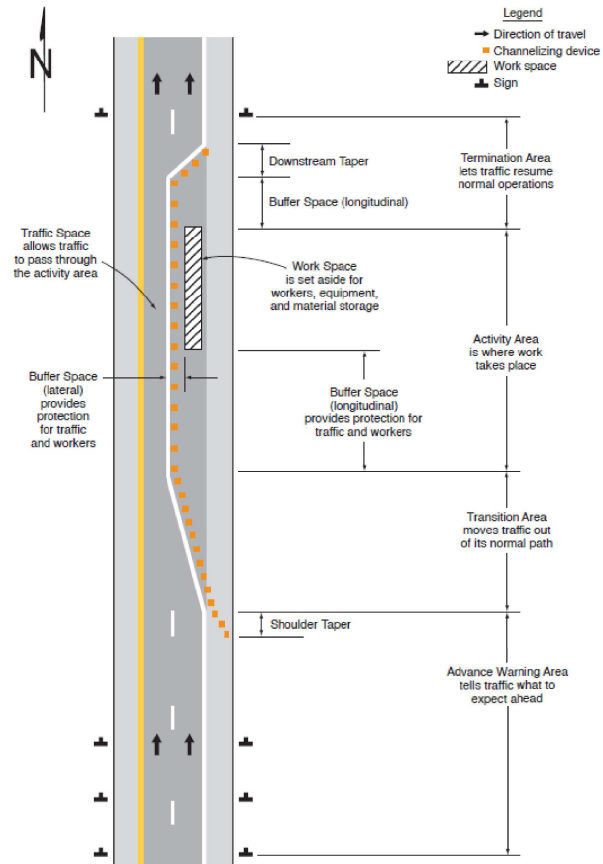 N
Legend
Direction of travel
Channelizing device
Work space
Sign
Downstream Taper
Buffer Space (longitudinal)
Termination Area
lets traffic resume
normal operations
Traffic Space
allows traffic
to pass through
the activity area
Work Space
is set aside for
workers, equipment,
and material storage
Activity Area
is where work
takes place
Buffer Space
(lateral)
provides
protection
for traffic
and workers
Buffer Space
(longitudinal)
provides protection for
traffic and workers
Transition Area
moves traffic out
of its normal path
Shoulder Taper
Advance Warning Area
tells traffic what to
expect ahead